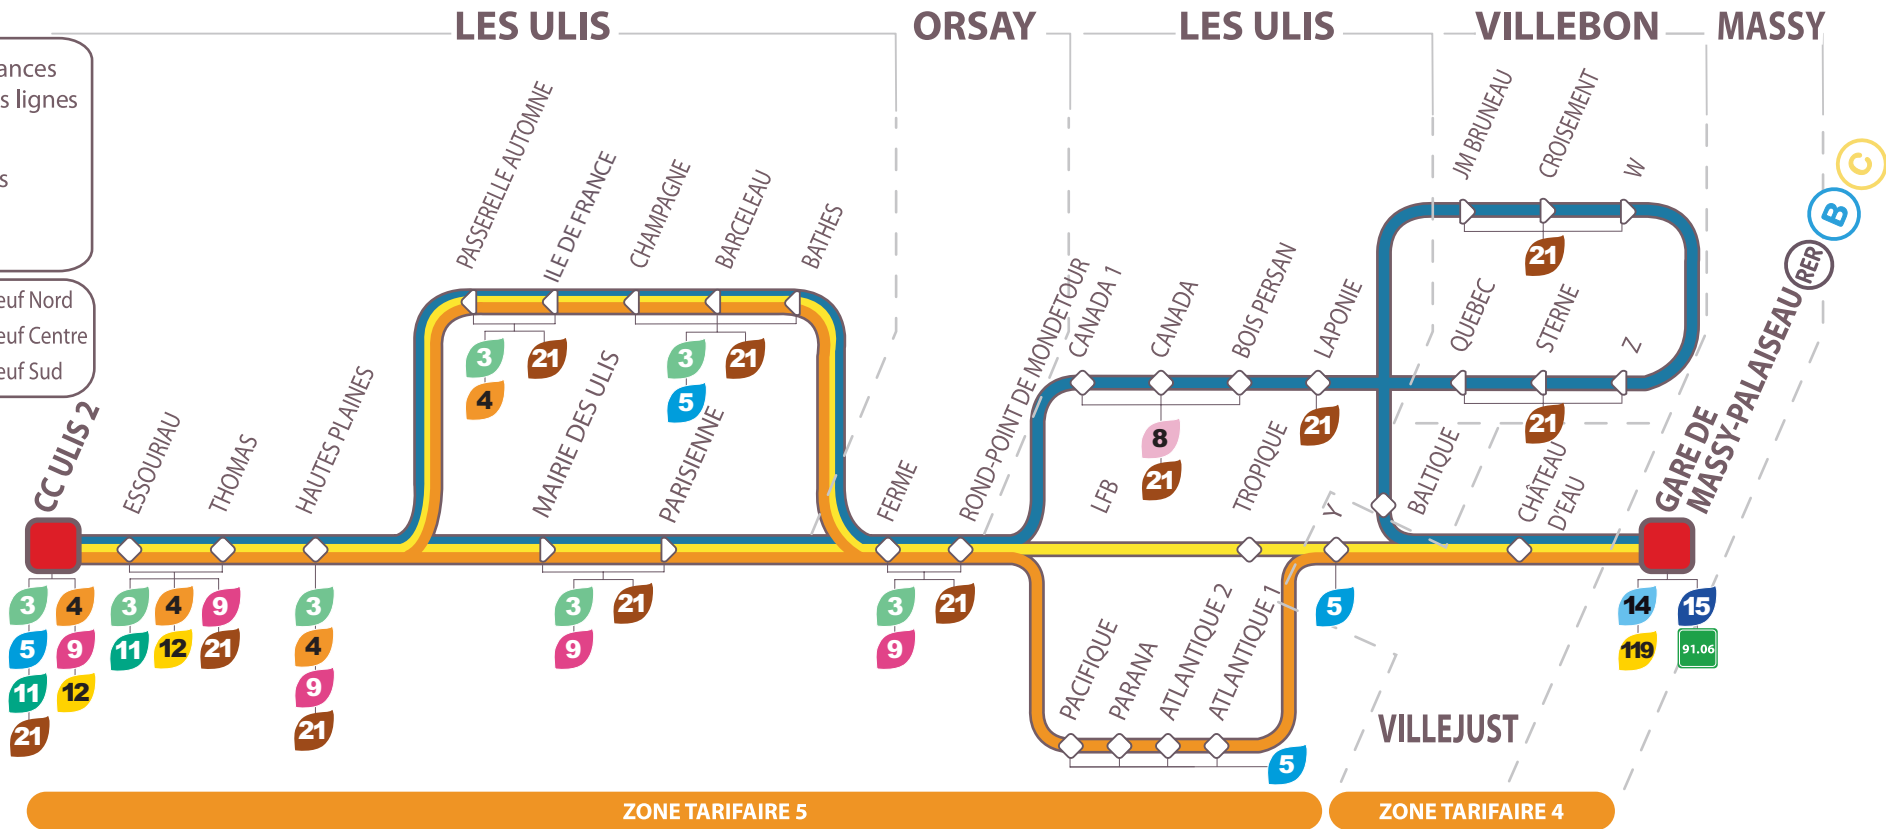 LES ULIS
ORSAY
LES ULIS
VILLEBON
MASSY
ances
s lignes
s
euf Nord
euf Centre
euf Sud
CC ULIS 2
ESSOURIAU
THOMAS
HAUTES PLAINES
PASSERELLE AUTOMNE
ILE DE FRANCE
CHAMPAGNE
BARCELEAU
BATHES
3
21
4
3
21
5
MAIRIE DES ULIS
PARISIENNE
FERME
ROND-POINT DE MONDETOUR
CANADA 1
CANADA
BOIS PERSAN
LAPONIE
8
21
21
JM BRUNEAU
CROISEMENT
W
21
QUEBEC
STERNE
Z
21
LFB
TROPIQUE
Y
BALTIQUE
CHÂTEAU
D'EAU
GARE DE
MASSY-PALAISEAU
RER
B
C
3
4
5
9
11
12
21
3
4
9
11
12
21
3
4
9
21
3
21
9
3
21
9
PACIFIQUE
PARANA
ATLANTIQUE 2
ATLANTIQUE 1
5
5
14
15
119
91.06
VILLEJUST
ZONE TARIFAIRE 5
ZONE TARIFAIRE 4